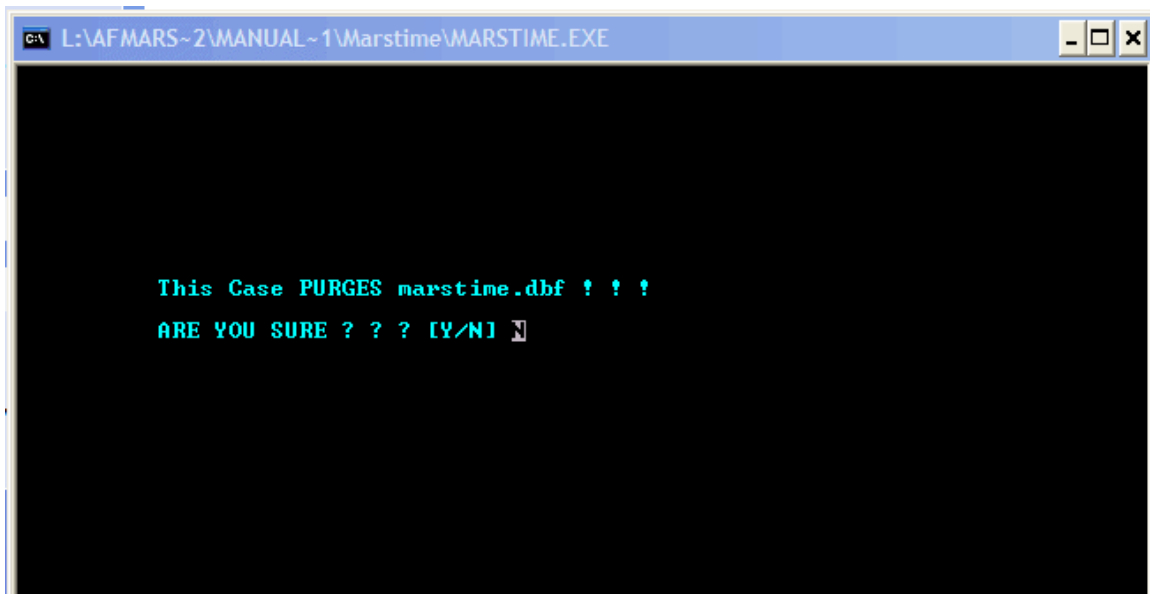 L:\AFMARS~2\MANUAL~1\Marstime\MARSTIME.EXE
This Case PURGES marstime.dbf ! ! !
ARE YOU SURE ? ? ? [Y/N] N